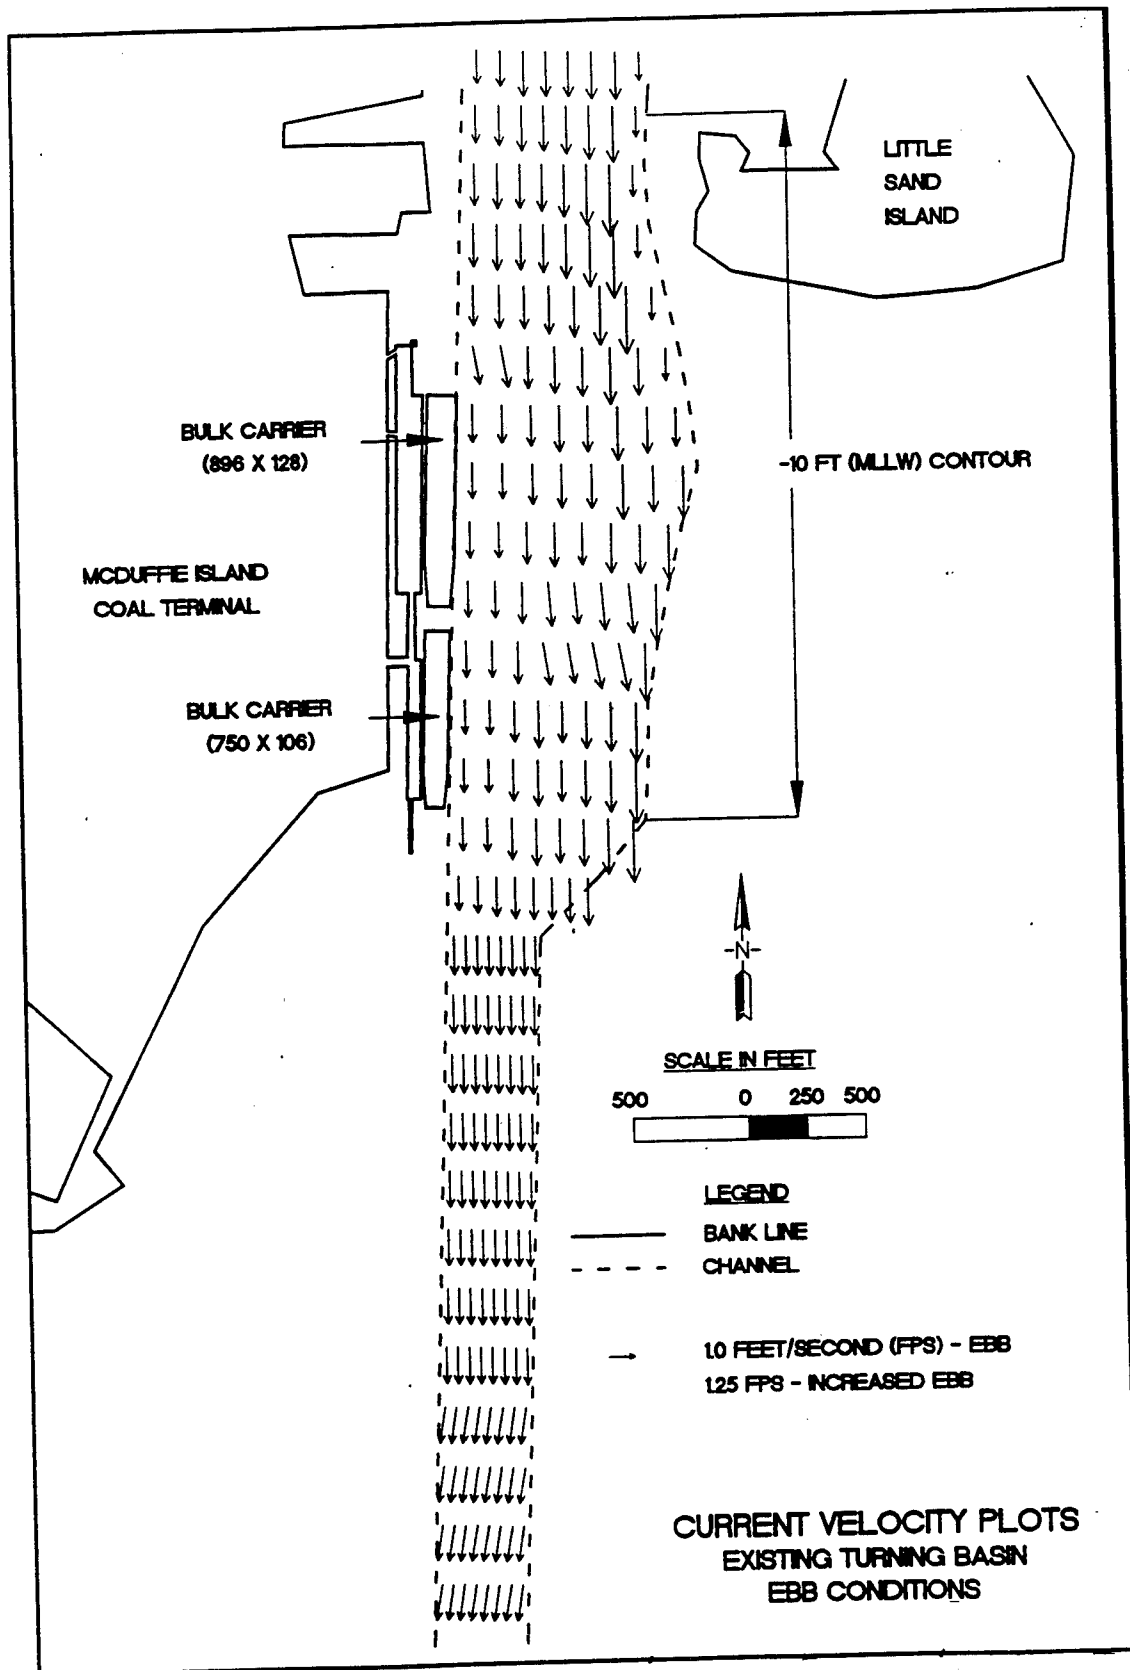 LITTLE
SAND
ISLAND
BULK CARRIER
(896 X 128)
-10 FT (MLLW) CONTOUR
MCDUFFIE ISLAND
COAL TERMINAL
BULK CARRIER
(750 X 106)
-N-
SCALE IN FEET
500 0 250 500
LEGEND
BANK LINE
CHANNEL
1.0 FEET/SECOND (FPS) - EBB
1.25 FPS - INCREASED EBB
CURRENT VELOCITY PLOTS
EXISTING TURNING BASIN
EBB CONDITIONS